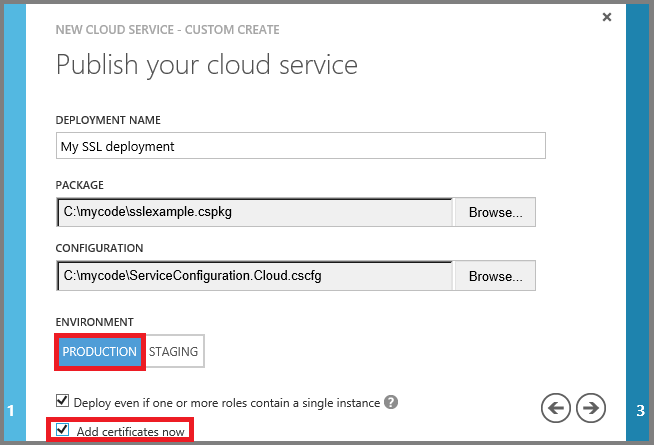 NEW CLOUD SERVICE - CUSTOM CREATE
Publish your cloud service
DEPLOYMENT NAME
My SSL deployment
PACKAGE
C:\mycode\sslexample.cspkg Browse...
CONFIGURATION
C:\mycode\ServiceConfiguration.Cloud.cscfg Browse...
ENVIRONMENT
PRODUCTION STAGING
Deploy even if one or more roles contain a single instance ?
1 3
Add certificates now